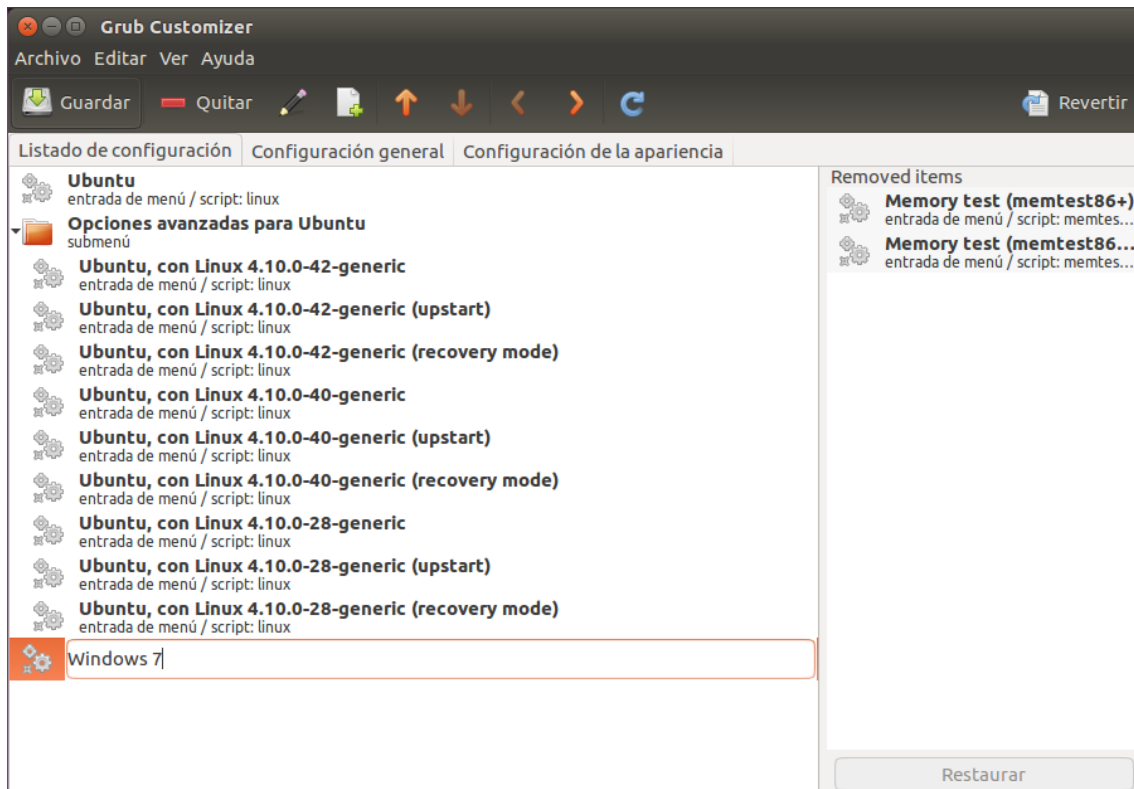 Grub Customizer
Archivo Editar Ver Ayuda
Guardar Quitar Revertir
Listado de configuración Configuración general Configuración de la apariencia
Ubuntu
entrada de menú / script: linux
Opciones avanzadas para Ubuntu
submenú
Ubuntu, con Linux 4.10.0-42-generic
entrada de menú / script: linux
Ubuntu, con Linux 4.10.0-42-generic (upstart)
entrada de menú / script: linux
Ubuntu, con Linux 4.10.0-42-generic (recovery mode)
entrada de menú / script: linux
Ubuntu, con Linux 4.10.0-40-generic
entrada de menú / script: linux
Ubuntu, con Linux 4.10.0-40-generic (upstart)
entrada de menú / script: linux
Ubuntu, con Linux 4.10.0-40-generic (recovery mode)
entrada de menú / script: linux
Ubuntu, con Linux 4.10.0-28-generic
entrada de menú / script: linux
Ubuntu, con Linux 4.10.0-28-generic (upstart)
entrada de menú / script: linux
Ubuntu, con Linux 4.10.0-28-generic (recovery mode)
entrada de menú / script: linux
Windows 7
Removed items
Memory test (memtest86+)
entrada de menú / script: memtes...
Memory test (memtest86...
entrada de menú / script: memtes...
Restaurar